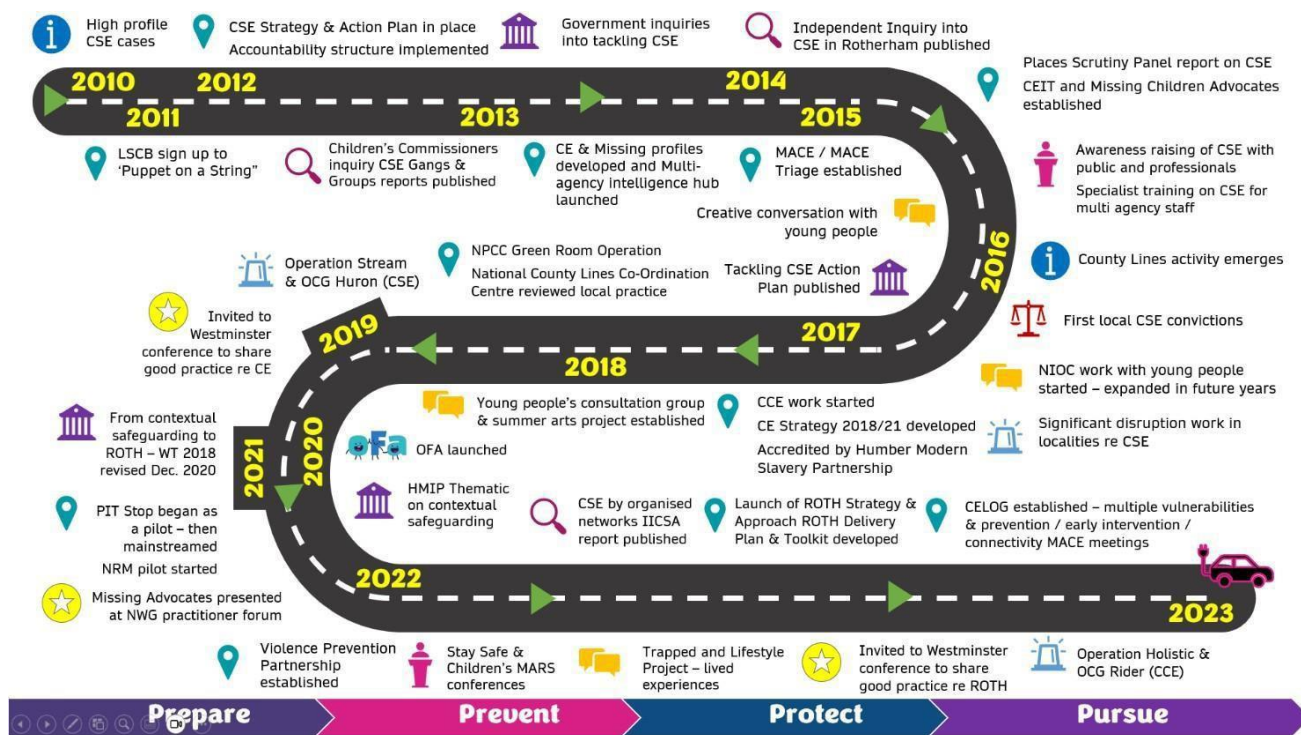 High profile
CSE cases
CSE Strategy & Action Plan in place
Accountability structure implemented
Government inquiries
into tackling CSE
Independent Inquiry into
CSE in Rotherham published
2010
2012
2014
2011
2013
2015
Places Scrutiny Panel report on CSE
CEIT and Missing Children Advocates
established
LSCB sign up to
‘Puppet on a String”
Children’s Commissioners
inquiry CSE Gangs &
Groups reports published
CE & Missing profiles
developed and Multi-
agency intelligence hub
launched
MACE / MACE
Triage established
Awareness raising of CSE with
public and professionals
Specialist training on CSE for
multi agency staff
Creative conversation with
young people
2016
County Lines activity emerges
Operation Stream
& OCG Huron (CSE)
NPCC Green Room Operation
National County Lines Co-Ordination
Centre reviewed local practice
Tackling CSE Action
Plan published
First local CSE convictions
Invited to
Westminster
conference to share
good practice re CE
2019
2018
2017
NIOC work with young people
started – expanded in future years
Significant disruption work in
localities re CSE
Young people’s consultation group
& summer arts project established
CCE work started
CE Strategy 2018/21 developed
Accredited by Humber Modern
Slavery Partnership
From contextual
safeguarding to
ROTH – WT 2018
revised Dec. 2020
2021
2020
OFa
OFA launched
HMIP Thematic
on contextual
safeguarding
CSE by organised
networks IICSA
report published
Launch of ROTH Strategy &
Approach ROTH Delivery
Plan & Toolkit developed
CELOG established – multiple vulnerabilities
& prevention / early intervention /
connectivity MACE meetings
PIT Stop began as
a pilot – then
mainstreamed
NRM pilot started
Missing Advocates presented
at NWG practitioner forum
2022
2023
Violence Prevention
Partnership
established
Stay Safe &
Children’s MARS
conferences
Trapped and Lifestyle
Project – lived
experiences
Invited to Westminster
conference to share
good practice re ROTH
Operation Holistic &
OCG Rider (CCE)
Prepare
Prevent
Protect
Pursue